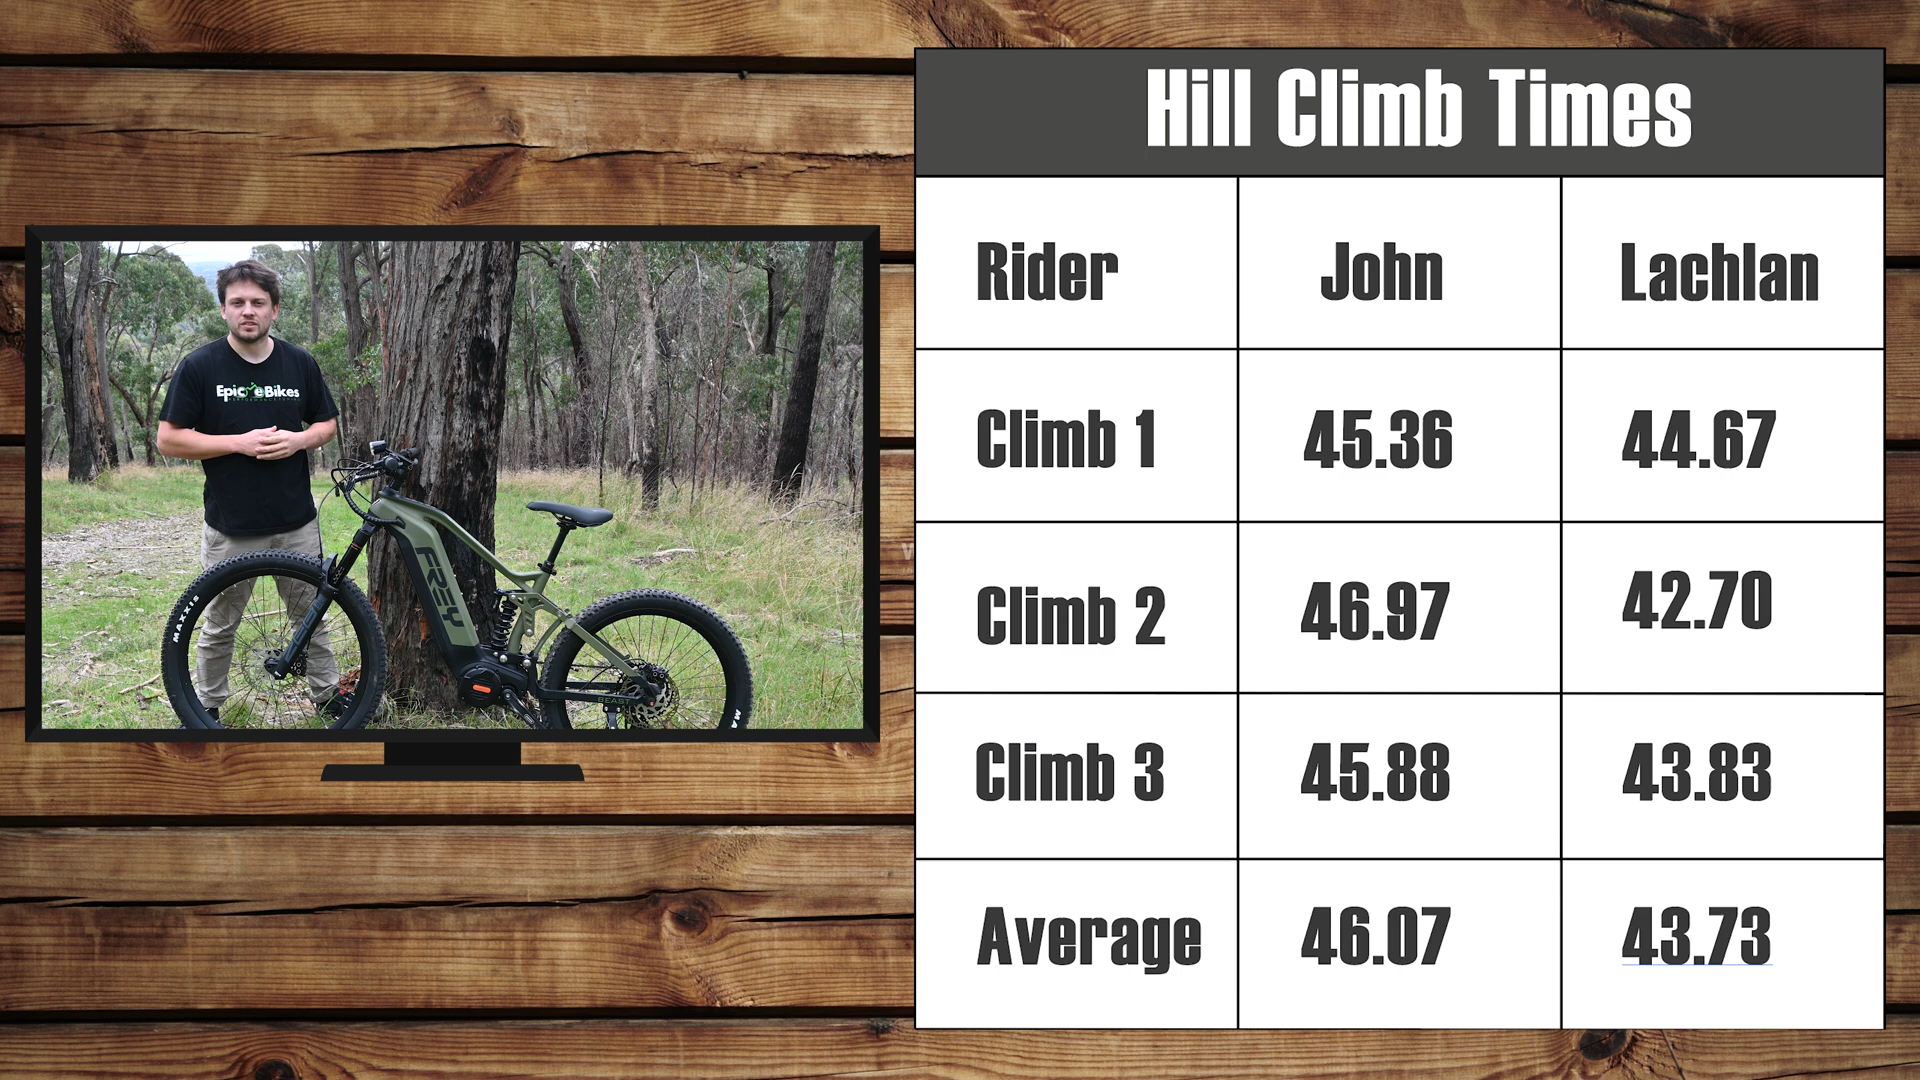 Hill Climb Times
Rider John Lachlan
Climb 1 45.36 44.67
Climb 2 46.97 42.70
Climb 3 45.88 43.83
Average 46.07 43.73
Epic eBikes
FREY
MAXXIS
BEAST